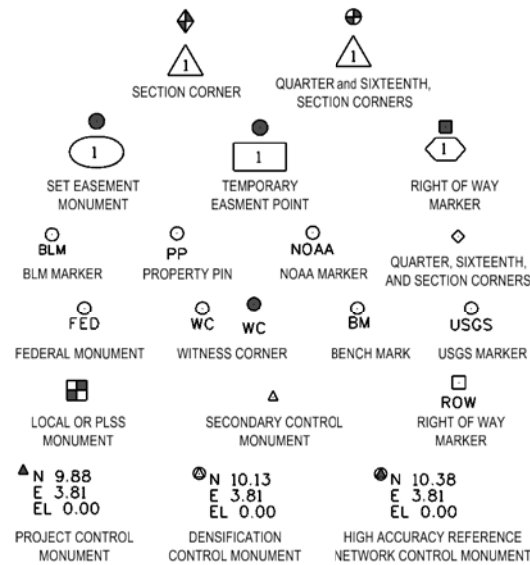 1
1
SECTION CORNER
QUARTER and SIXTEENTH,
SECTION CORNERS
1
1
1
SET EASEMENT
MONUMENT
TEMPORARY
EASMENT POINT
RIGHT OF WAY
MARKER
BLM
BLM MARKER
PP
PROPERTY PIN
NOAA
NOAA MARKER
QUARTER, SIXTEENTH,
AND SECTION CORNERS
FED
FEDERAL MONUMENT
WC WC
WITNESS CORNER
BM
BENCH MARK
USGS
USGS MARKER
LOCAL OR PLSS
MONUMENT
SECONDARY CONTROL
MONUMENT
ROW
RIGHT OF WAY
MARKER
N 9.88
E 3.81
EL 0.00
PROJECT CONTROL
MONUMENT
N 10.13
E 3.81
EL 0.00
DENSIFICATION
CONTROL MONUMENT
N 10.38
E 3.81
EL 0.00
HIGH ACCURACY REFERENCE
NETWORK CONTROL MONUMENT